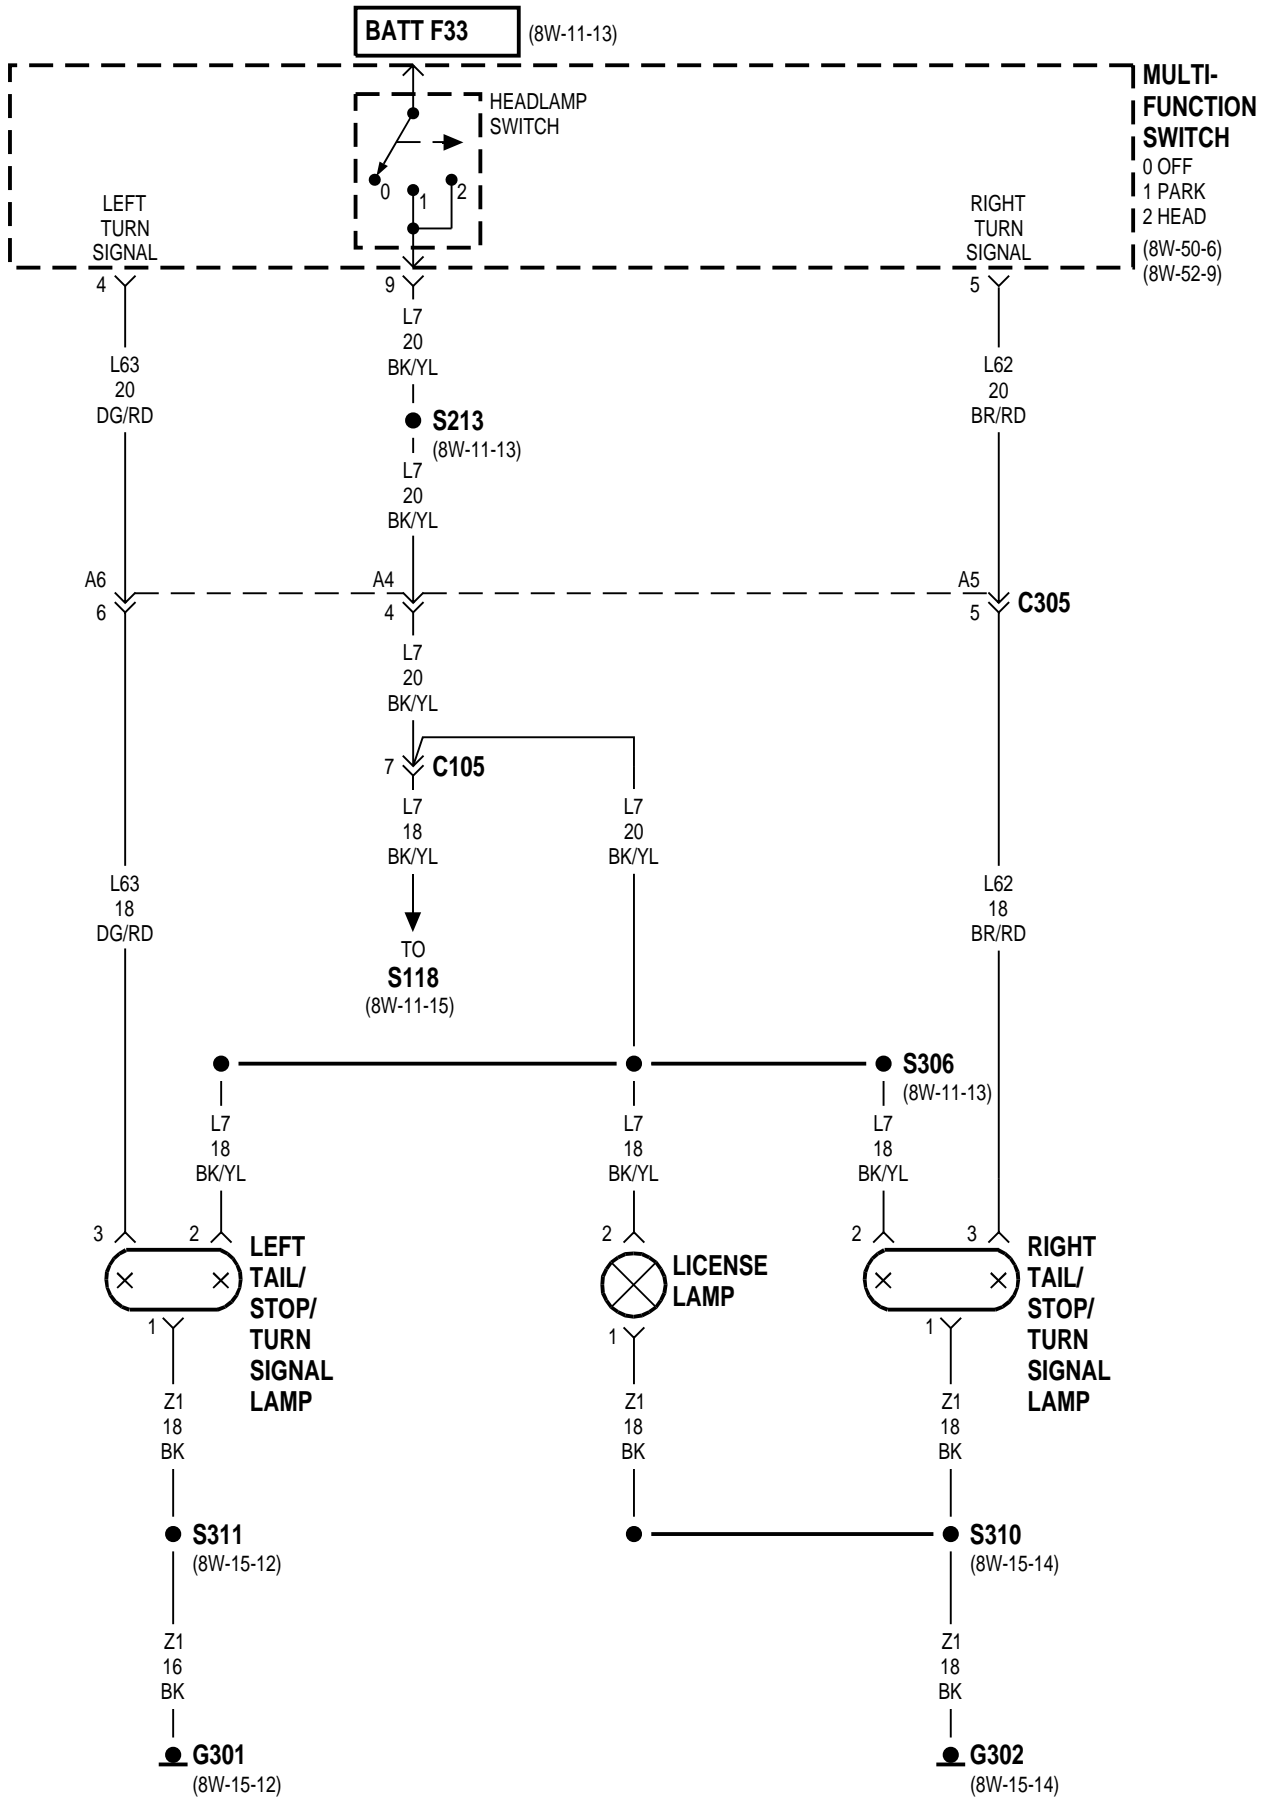 BATT F33
(8W-11-13)
MULTI-
FUNCTION
SWITCH
0 OFF
1 PARK
2 HEAD
(8W-50-6)
(8W-52-9)
HEADLAMP
SWITCH
0
1
2
LEFT
TURN
SIGNAL
RIGHT
TURN
SIGNAL
4
9
5
L7
20
BK/YL
L63
20
DG/RD
L62
20
BR/RD
S213
(8W-11-13)
L7
20
BK/YL
A6
A4
A5
6
4
5
C305
L7
20
BK/YL
7
C105
L7
18
BK/YL
L7
20
BK/YL
L63
18
DG/RD
L62
18
BR/RD
TO
S118
(8W-11-15)
S306
(8W-11-13)
L7
18
BK/YL
L7
18
BK/YL
L7
18
BK/YL
3
2
2
2
3
LEFT
TAIL/
STOP/
TURN
SIGNAL
LAMP
LICENSE
LAMP
RIGHT
TAIL/
STOP/
TURN
SIGNAL
LAMP
1
1
1
Z1
18
BK
Z1
18
BK
Z1
18
BK
S311
(8W-15-12)
S310
(8W-15-14)
Z1
16
BK
Z1
18
BK
G301
(8W-15-12)
G302
(8W-15-14)